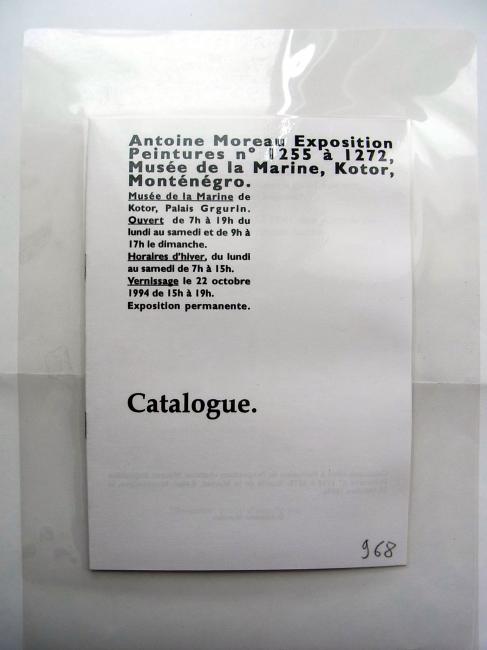 Antoine Moreau Exposition
Peintures n° 1255 à 1272,
Musée de la Marine, Kotor,
Monténégro.
Musée de la Marine de
Kotor, Palais Grgurin.
Ouvert de 7h à 19h du
lundi au samedi et de 9h à
17h le dimanche.
Horaires d'hiver, du lundi
au samedi de 7h à 15h.
Vernissage le 22 octobre
1994 de 15h à 19h.
Exposition permanente.
Catalogue.
968